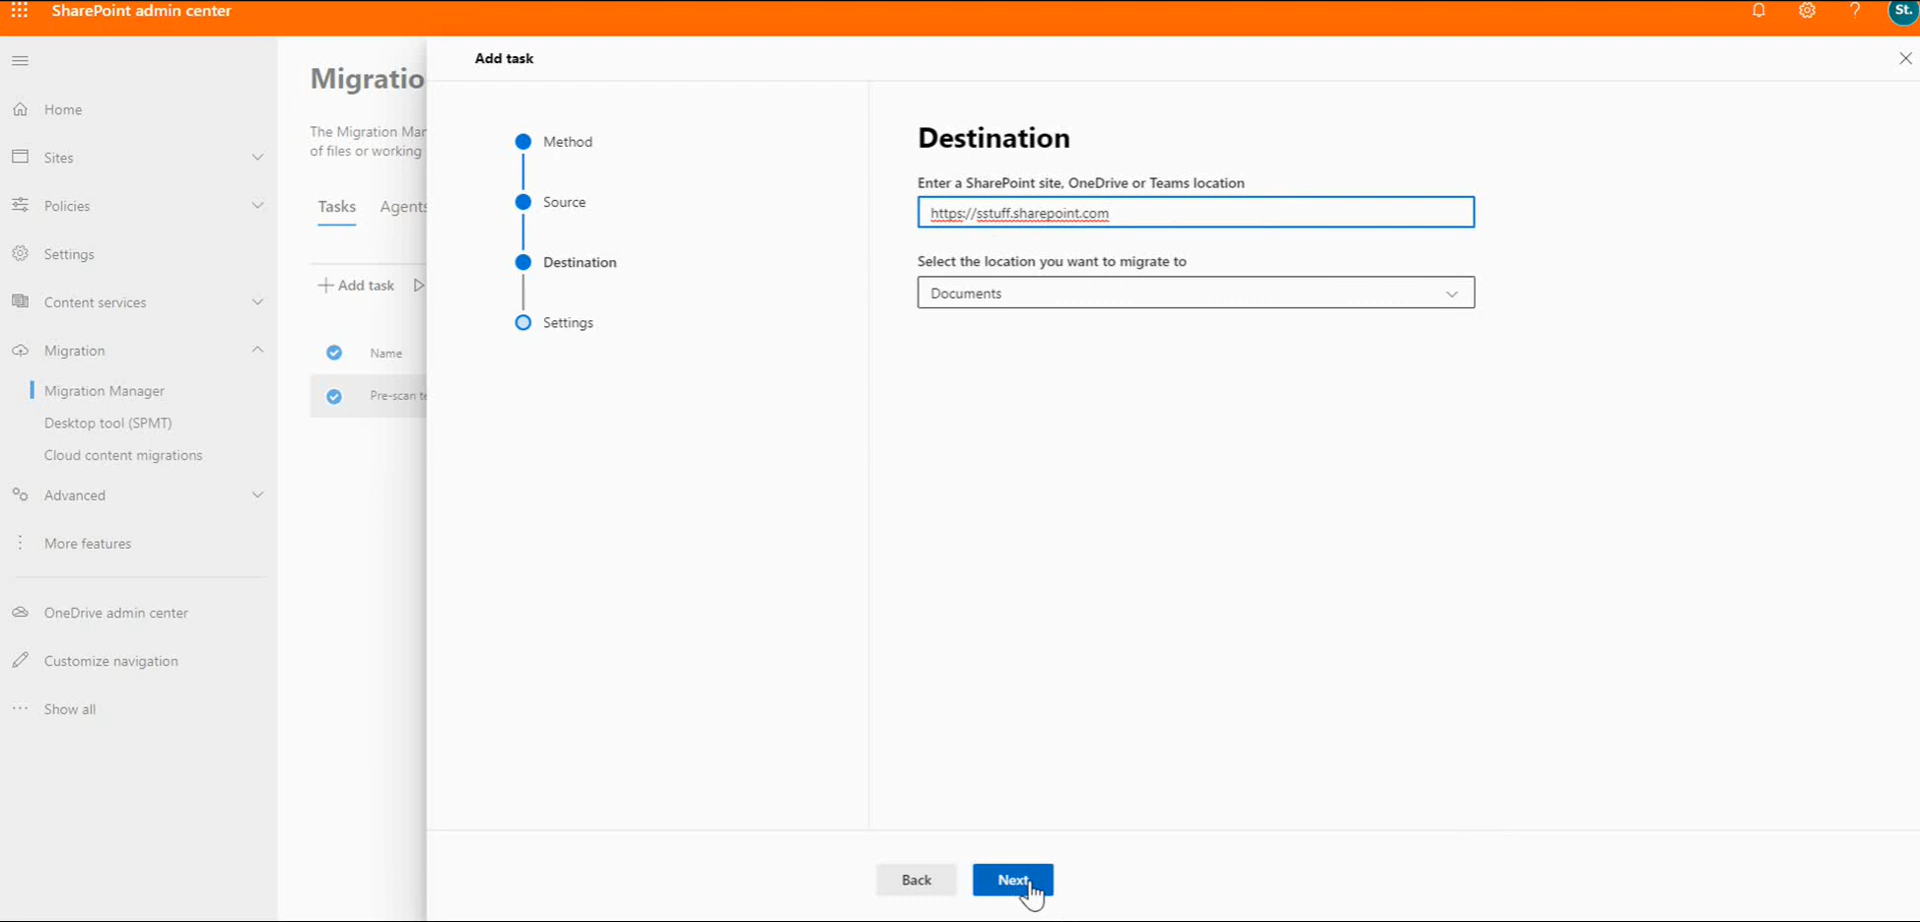 SharePoint admin center
?
St.
Home
Sites
Policies
Settings
Content services
Migration
Migration Manager
Desktop tool (SPMT)
Cloud content migrations
Advanced
More features
OneDrive admin center
Customize navigation
Show all
Migratio
The Migration Mar
of files or working
Tasks Agents
Add task
Name
Pre-scan te
Add task
Method
Source
Destination
Settings
Destination
Enter a SharePoint site, OneDrive or Teams location
https://sstuff.sharepoint.com
Select the location you want to migrate to
Documents
Back Next